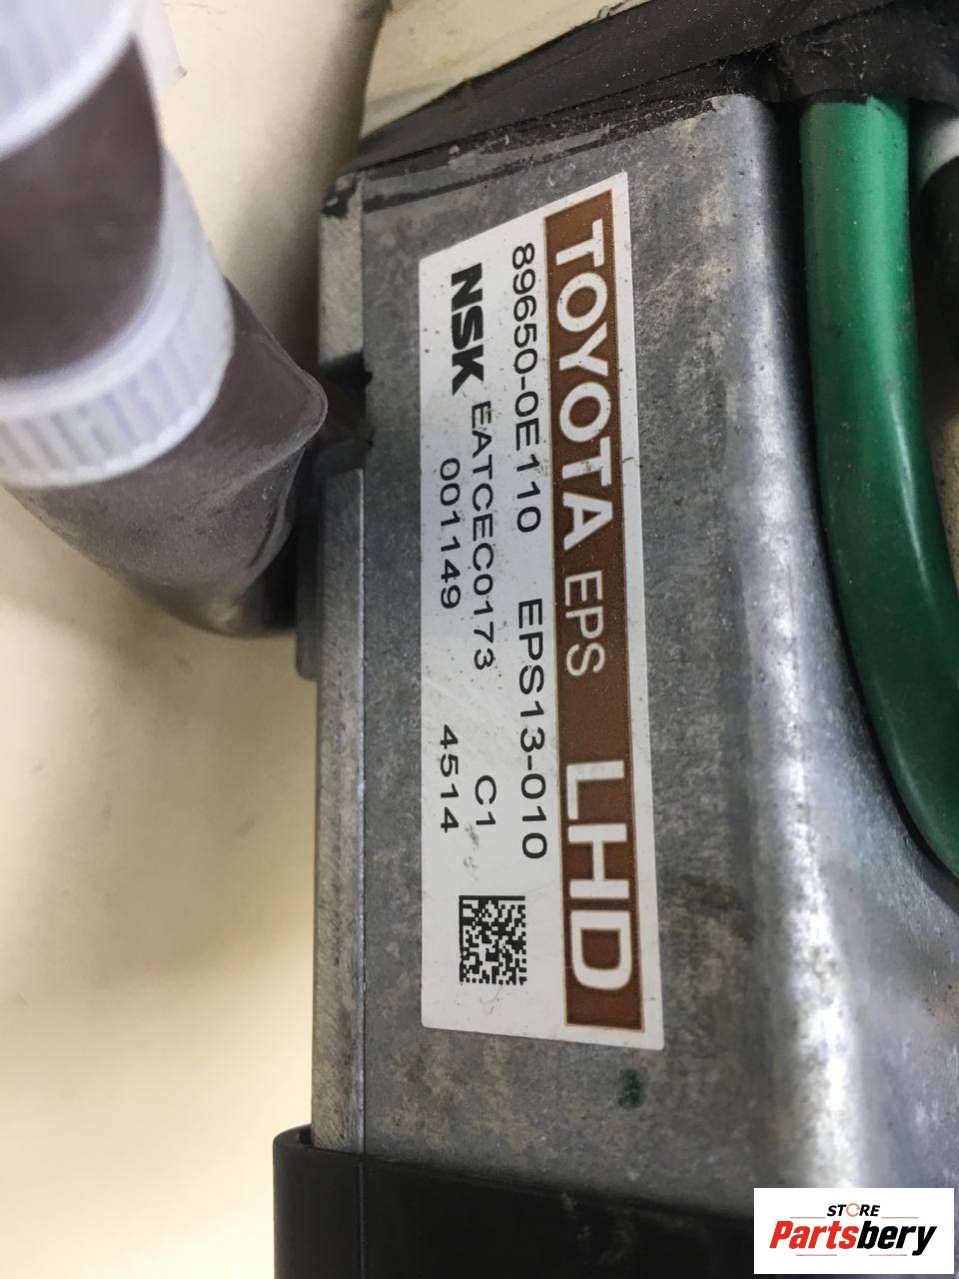 TOYOTA EPS LHD
89650-0E110 EPS13-010
NSK EATCEC0173 C1
001149 4514
STORE
Partsbery